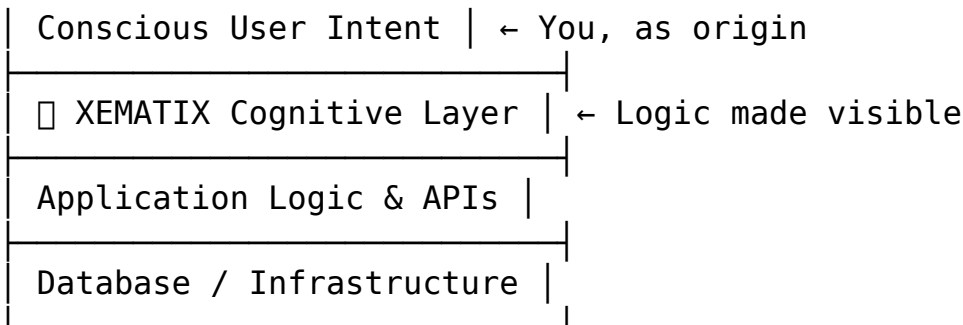 │ Conscious User Intent │ ← You, as origin
├─────────────────────────────┤
│ ▯ XEMATIX Cognitive Layer │ ← Logic made visible
├─────────────────────────────┤
│ Application Logic & APIs │
├─────────────────────────────┤
│ Database / Infrastructure │